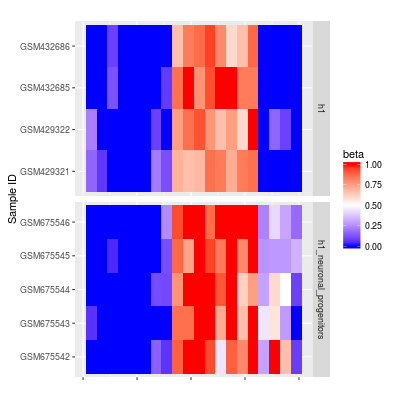 GSM432686
GSM432685
GSM429322
GSM429321
h1
GSM675546
GSM675545
GSM675544
GSM675543
GSM675542
h1_neuronal_progenitors
Sample ID
beta
1.00
0.75
0.50
0.25
0.00